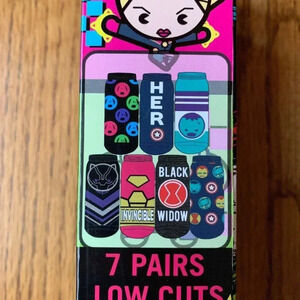 HER
INVINCIBLE
BLACK
WIDOW
7 PAIRS
LOW CUTS